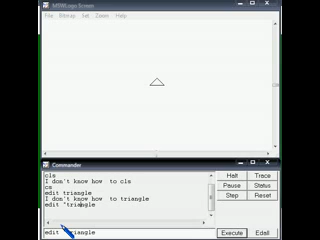 MSWLogo Screen
File Bitmap Set Zoom Help
Commander
cls
I don't know how  to cls
cs
edit triangle
I don't know how  to triangle
edit "triangle
Halt Trace
Pause Status
Step Reset
edit "triangle
Execute Edall